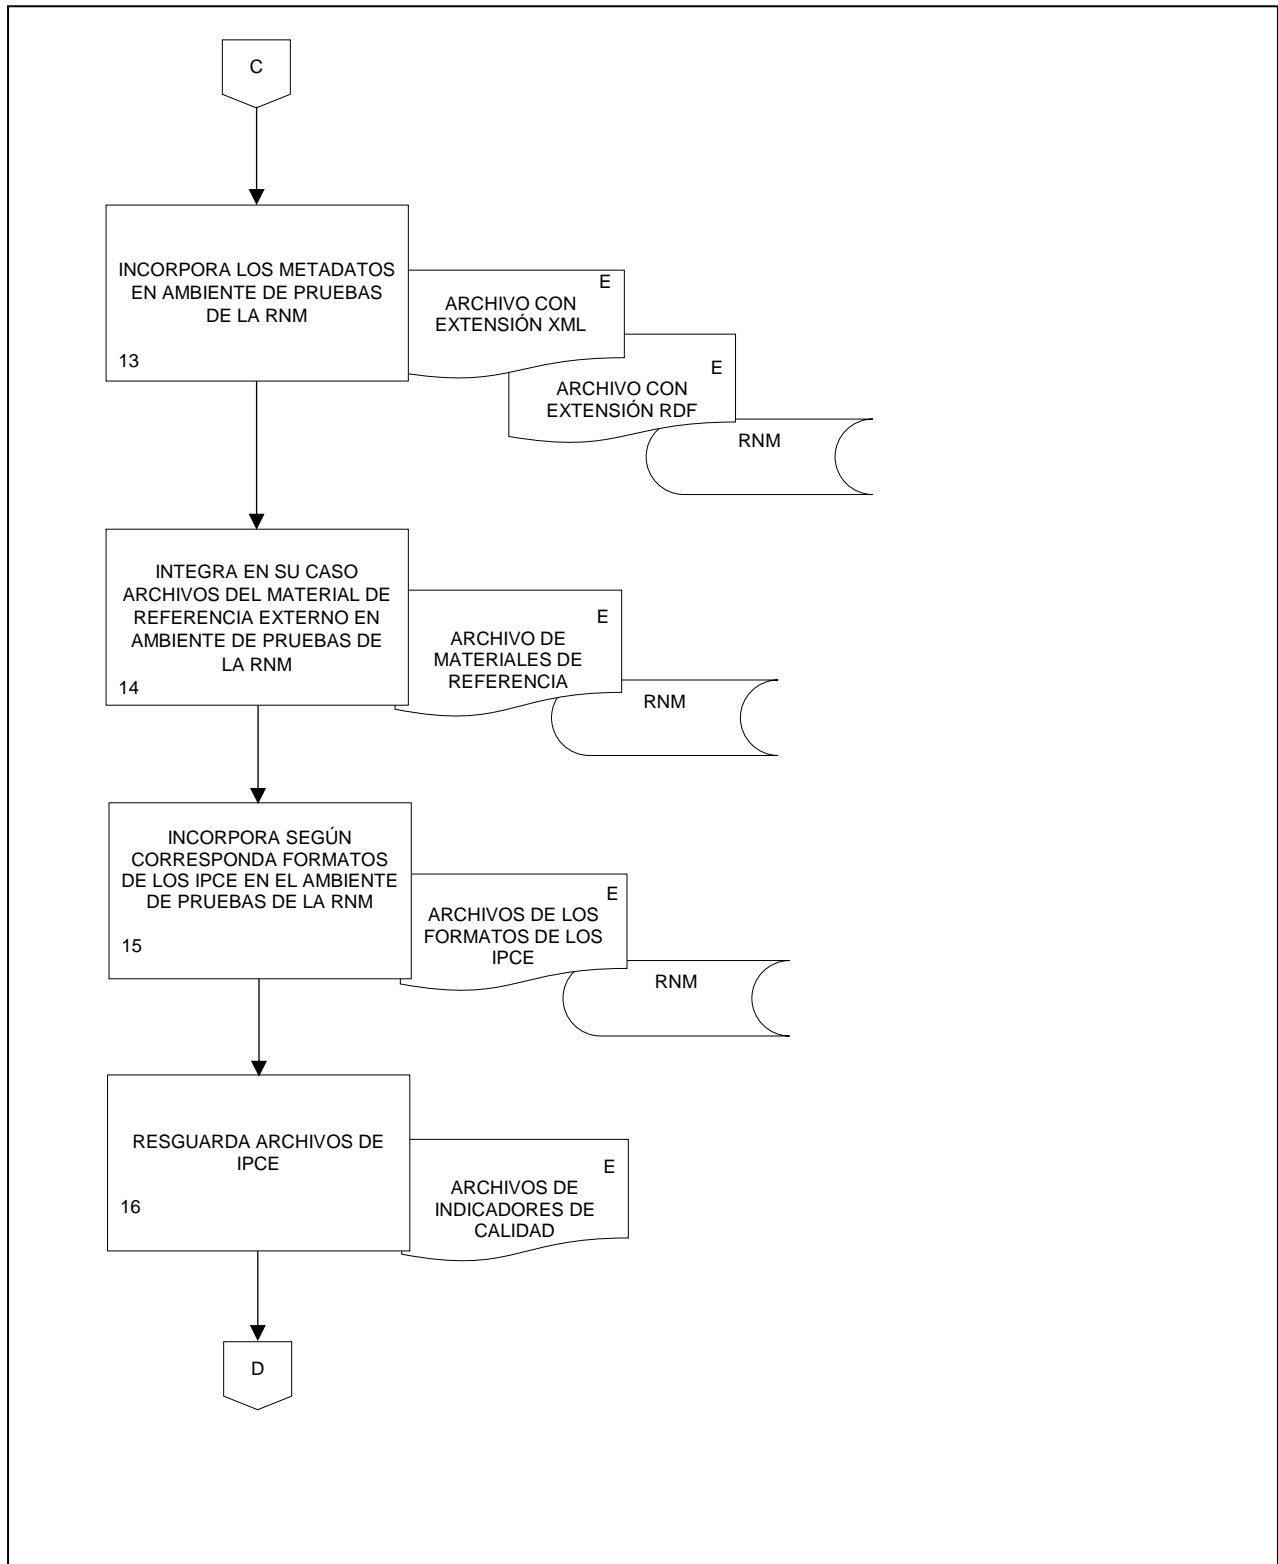 C
INCORPORA LOS METADATOS
EN AMBIENTE DE PRUEBAS
DE LA RNM
13
E
ARCHIVO CON
EXTENSIÓN XML
E
ARCHIVO CON
EXTENSIÓN RDF
RNM
INTEGRA EN SU CASO
ARCHIVOS DEL MATERIAL DE
REFERENCIA EXTERNO EN
AMBIENTE DE PRUEBAS DE
LA RNM
14
E
ARCHIVO DE
MATERIALES DE
REFERENCIA
RNM
INCORPORA SEGÚN
CORRESPONDA FORMATOS
DE LOS IPCE EN EL AMBIENTE
DE PRUEBAS DE LA RNM
15
E
ARCHIVOS DE LOS
FORMATOS DE LOS
IPCE
RNM
RESGUARDA ARCHIVOS DE
IPCE
16
E
ARCHIVOS DE
INDICADORES DE
CALIDAD
D